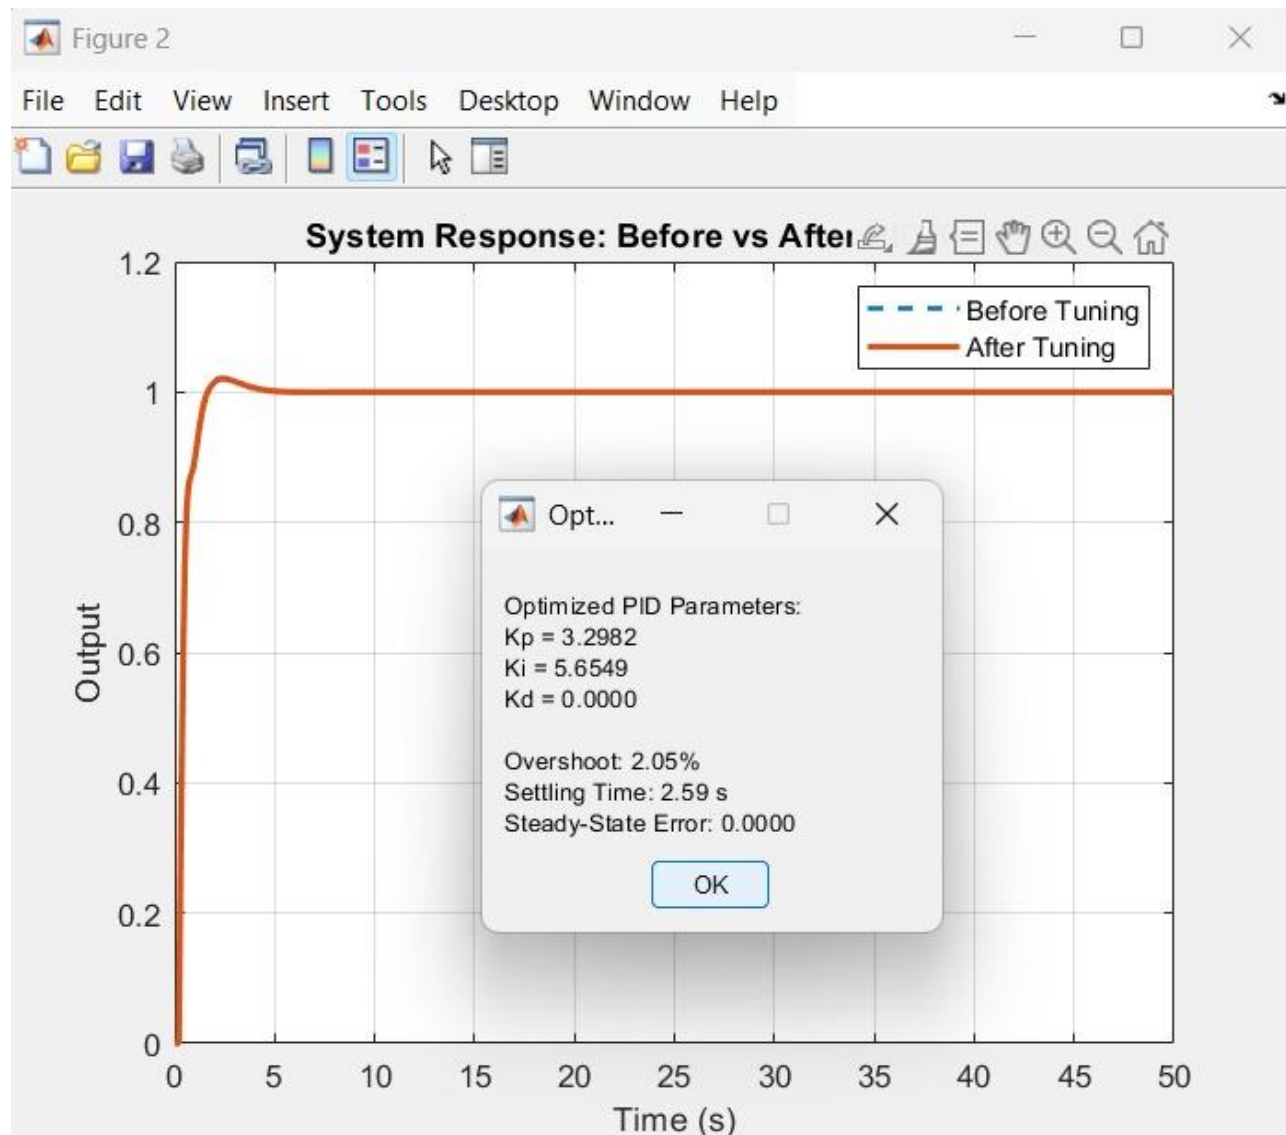 Figure 2
File Edit View Insert Tools Desktop Window Help
System Response: Before vs After
Before Tuning
After Tuning
1.2
1
0.8
0.6
0.4
0.2
0
Output
Opt...
Optimized PID Parameters:
Kp = 3.2982
Ki = 5.6549
Kd = 0.0000
Overshoot: 2.05%
Settling Time: 2.59 s
Steady-State Error: 0.0000
OK
0 5 10 15 20 25 30 35 40 45 50
Time (s)